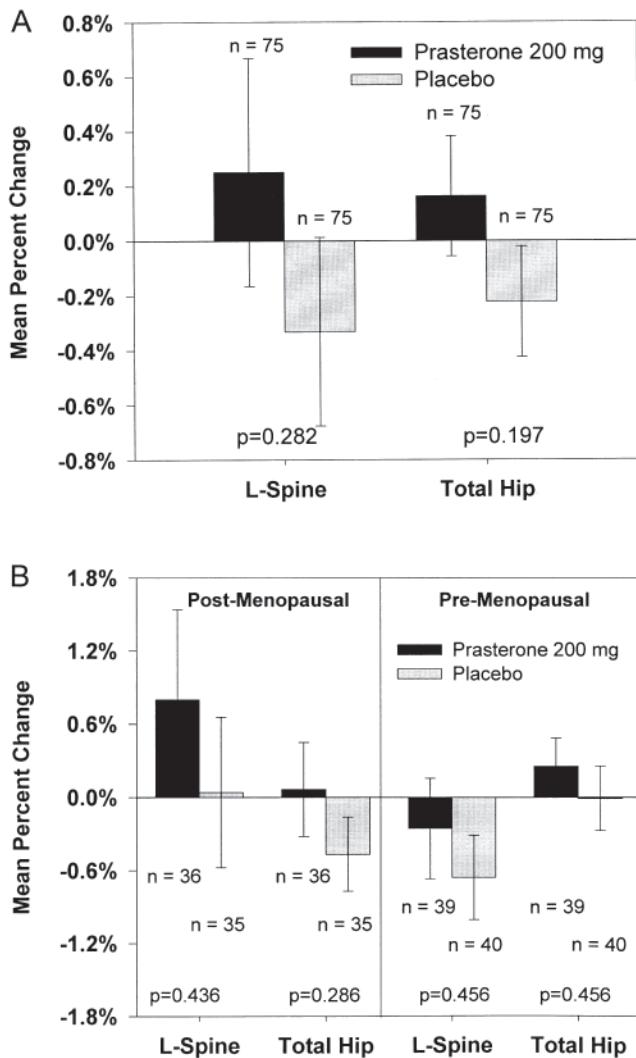 A
0.8%
n = 75
Prasterone 200 mg
0.6%
Placebo
n = 75
0.4%
0.2%
n = 75
n = 75
0.0%
-0.2%
-0.4%
-0.6%
p=0.282
p=0.197
-0.8%
L-Spine
Total Hip
Mean Percent Change
B
1.8%
Post-Menopausal
Pre-Menopausal
1.2%
Prasterone 200 mg
Placebo
0.6%
0.0%
-0.6%
n = 36
n = 36
n = 39
n = 39
n = 35
n = 35
n = 40
n = 40
-1.2%
p=0.436
p=0.286
p=0.456
p=0.456
-1.8%
L-Spine
Total Hip
L-Spine
Total Hip
Mean Percent Change